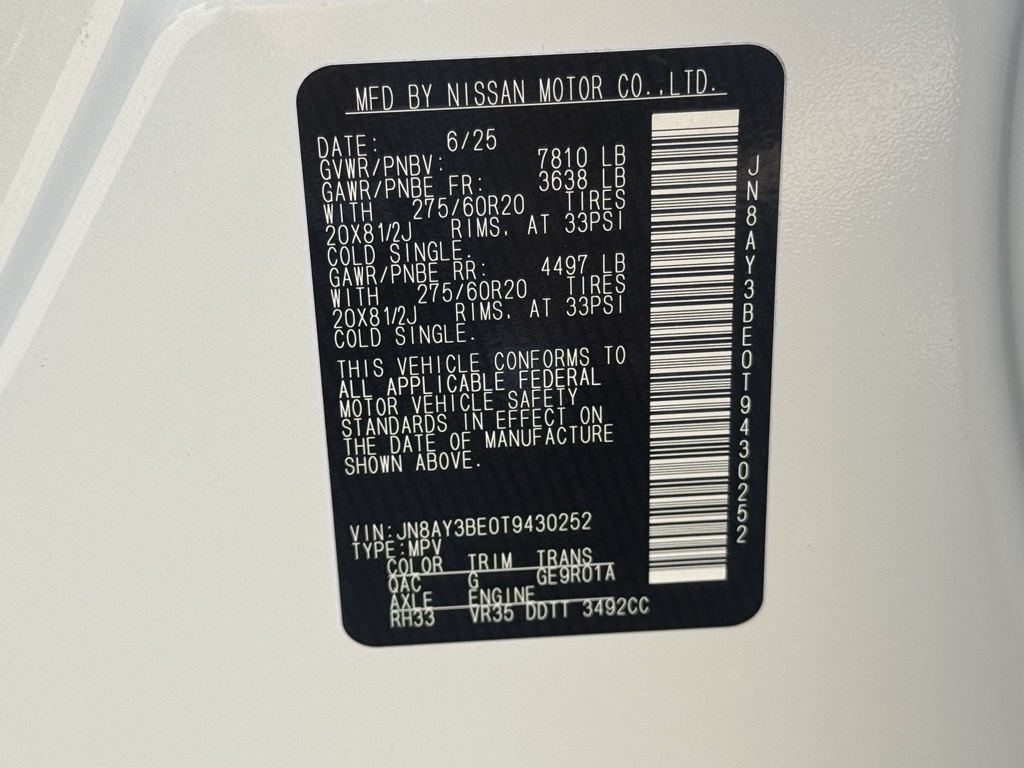 MFD BY NISSAN MOTOR CO.,LTD.
DATE: 6/25
GVWR/PNBV: 7810 LB
GAWR/PNBE FR: 3638 LB
WITH 275/60R20 TIRES
20X81/2J RIMS, AT 33PSI
COLD SINGLE.
GAWR/PNBE RR: 4497 LB
WITH 275/60R20 TIRES
20X81/2J RIMS, AT 33PSI
COLD SINGLE.
THIS VEHICLE CONFORMS TO
ALL APPLICABLE FEDERAL
MOTOR VEHICLE SAFETY
STANDARDS IN EFFECT ON
THE DATE OF MANUFACTURE
SHOWN ABOVE.
VIN:JN8AY3BE0T9430252
TYPE:MPV
COLOR TRIM TRANS
QAC G GE9R01A
AXLE ENGINE
RH33 VR35 DDTT 3492CC
JN8AY3BE0T9430252